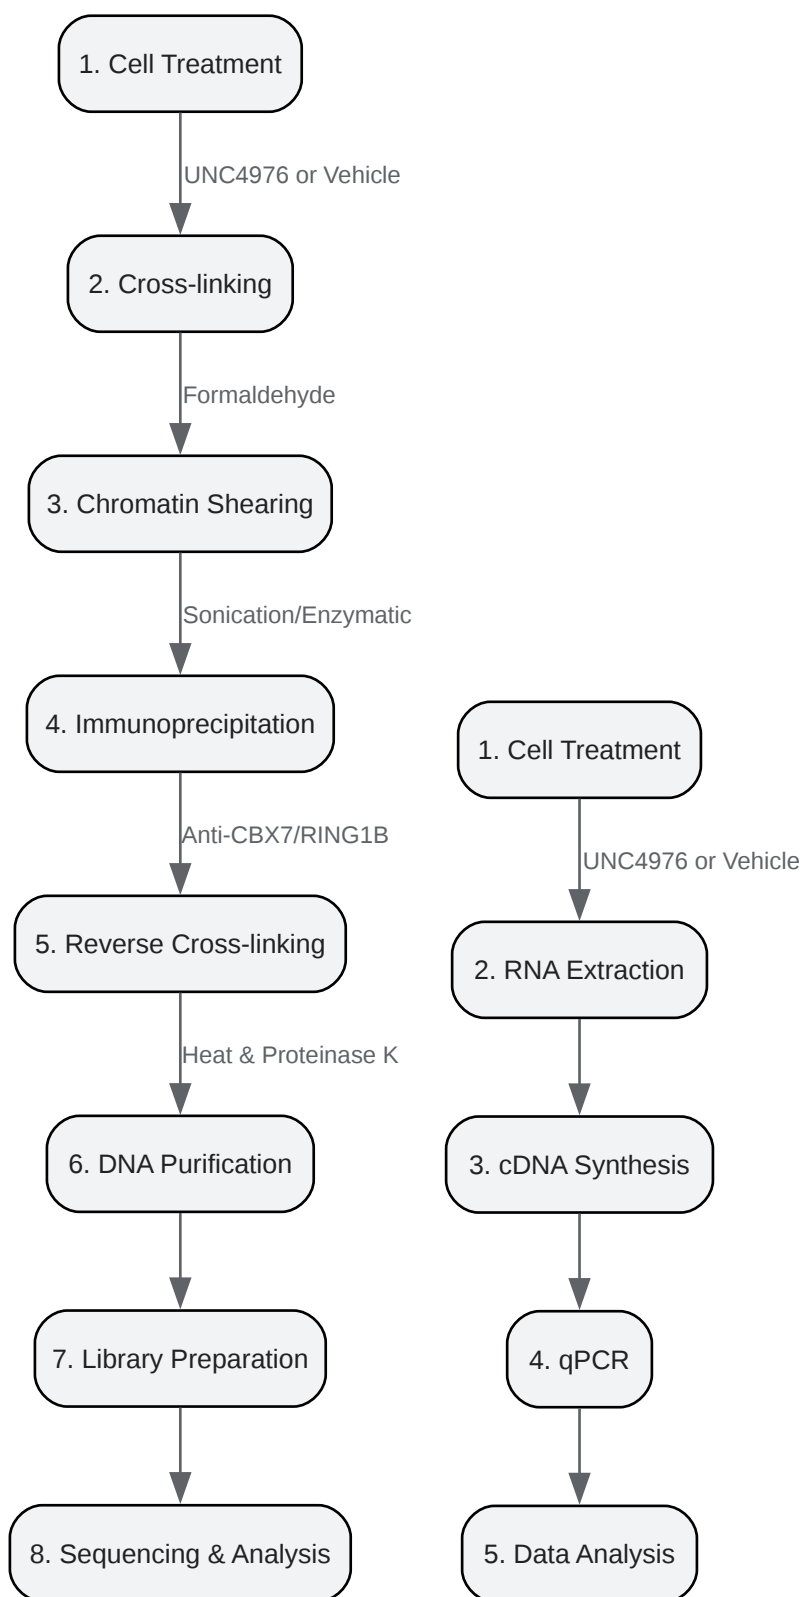 1. Cell Treatment
UNC4976 or Vehicle
2. Cross-linking
Formaldehyde
3. Chromatin Shearing
Sonication/Enzymatic
4. Immunoprecipitation
Anti-CBX7/RING1B
5. Reverse Cross-linking
Heat & Proteinase K
6. DNA Purification
7. Library Preparation
8. Sequencing & Analysis
1. Cell Treatment
UNC4976 or Vehicle
2. RNA Extraction
3. cDNA Synthesis
4. qPCR
5. Data Analysis